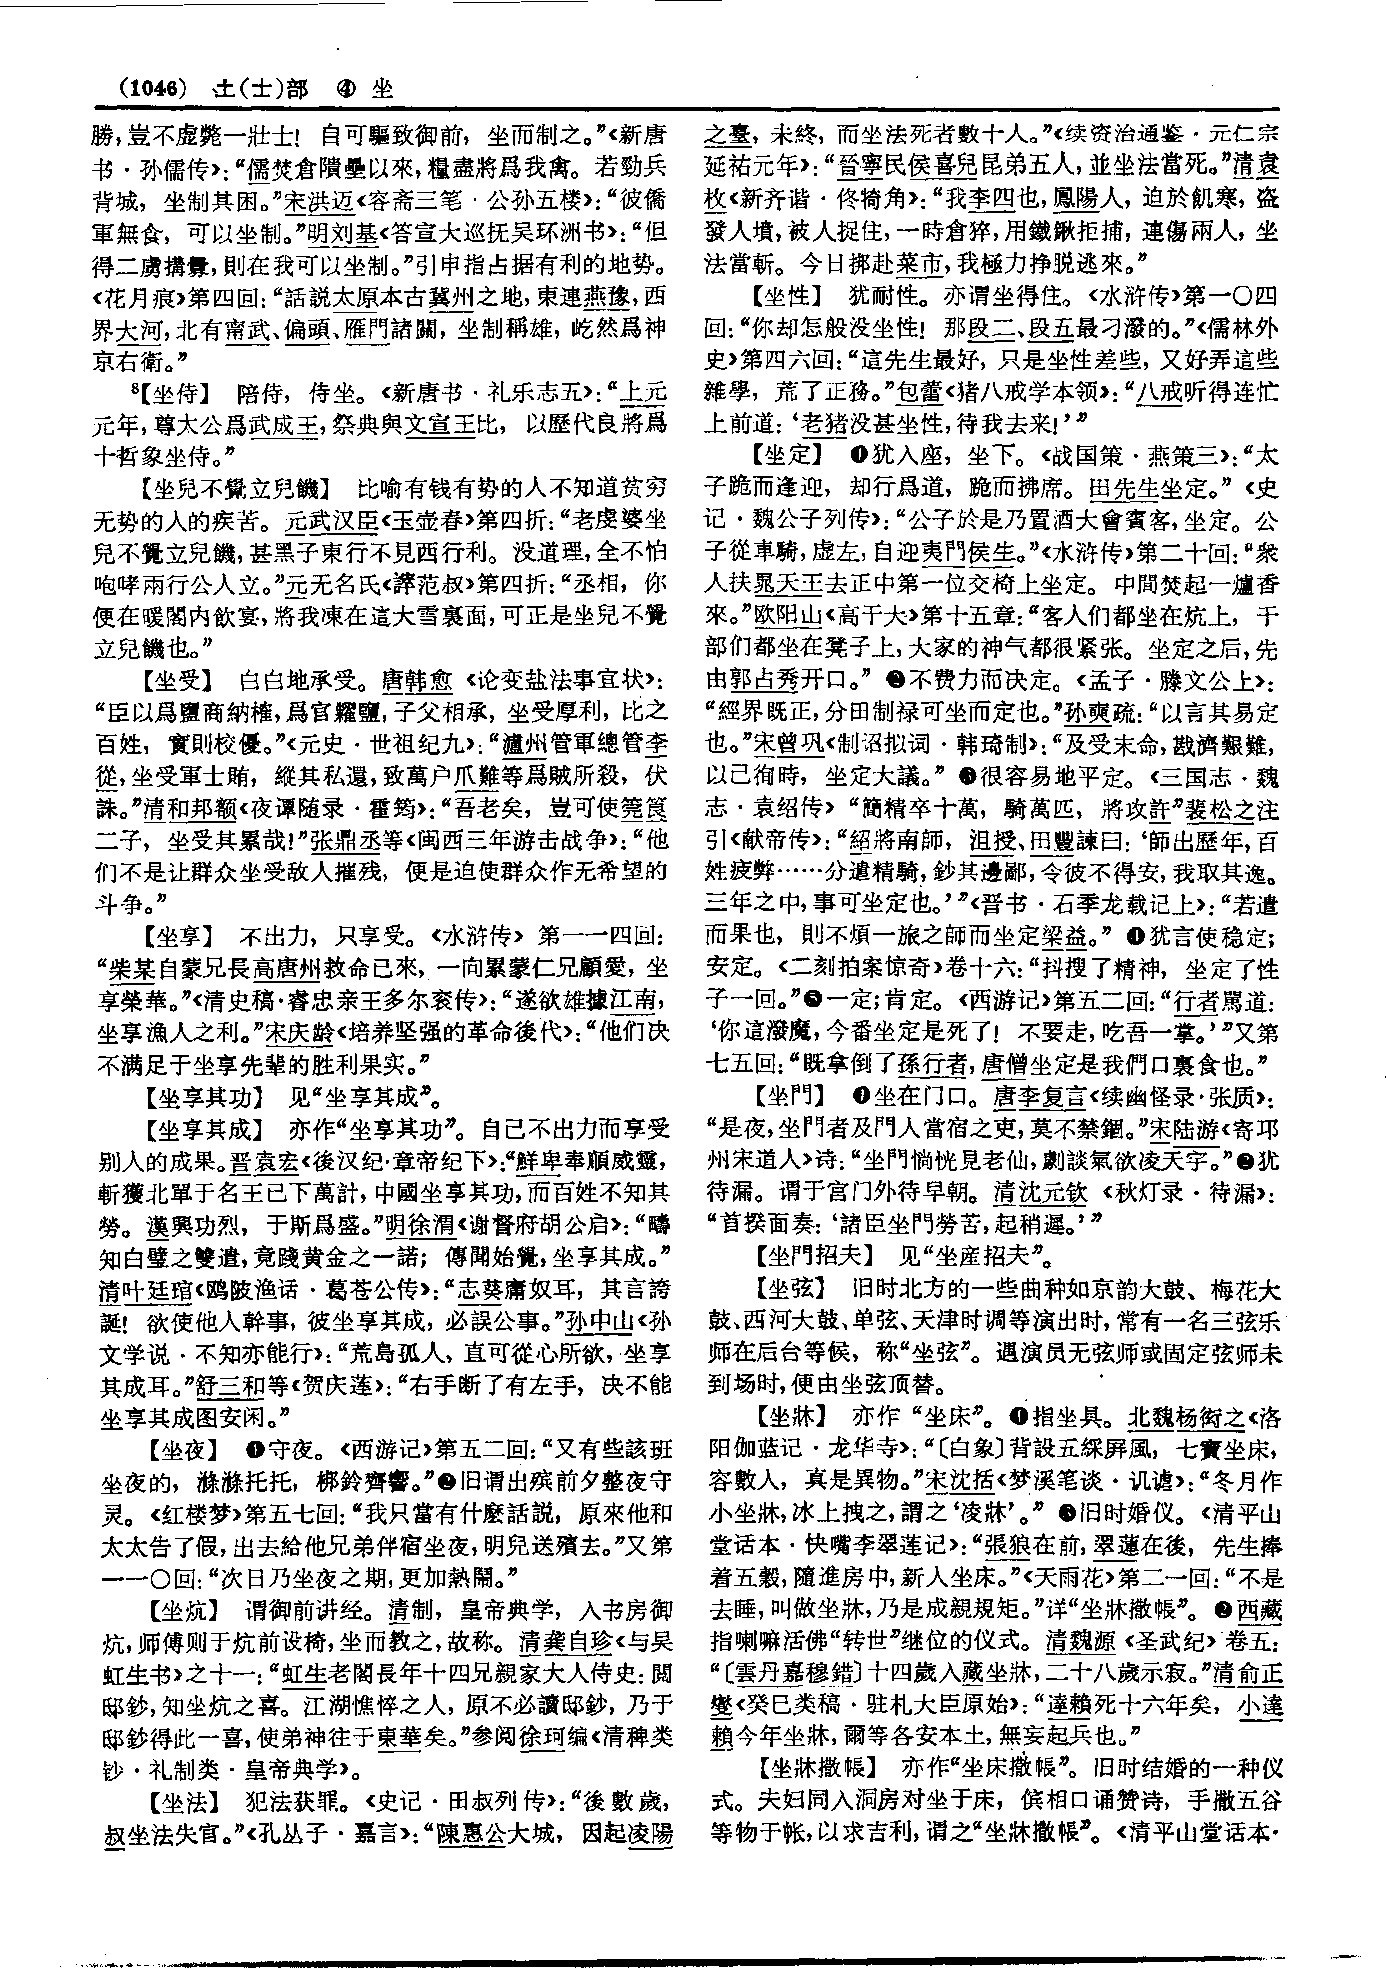 (1046) 土(士)部 ④ 坐
勝，豈不虚斃一壯士！ 自可驅致御前，坐而制之。”《新唐
书·孙儒传》：“儒焚倉隤壘以來，糧盡將爲我禽。若勁兵
背城，坐制其困。”宋洪迈《容斋三笔·公孙五楼》：“彼僑
軍無食，可以坐制。”明刘基《答宣大巡抚吴环洲书》：“但
得二虜搆釁，則在我可以坐制。”引申指占据有利的地势。
《花月痕》第四回：“話説太原本古冀州之地，東連燕豫，西
界大河，北有甯武、偏頭、雁門諸關，坐制稱雄，屹然爲神
京右衛。”
8【坐侍】 陪侍，侍坐。《新唐书·礼乐志五》：“上元
元年，尊大公爲武成王，祭典與文宣王比，以歷代良將爲
十哲象坐侍。”
【坐兒不覺立兒饑】 比喻有钱有势的人不知道贫穷
无势的人的疾苦。元武汉臣《玉壶春》第四折：“老虔婆坐
兒不覺立兒饑，甚黑子東行不見西行利。没道理，全不怕
咆哮兩行公人立。”元无名氏《誶范叔》第四折：“丞相，你
便在暖閣内飲宴，將我凍在這大雪裏面，可正是坐兒不覺
立兒饑也。”
【坐受】 白白地承受。唐韩愈《论变盐法事宜状》：
“臣以爲鹽商納榷，爲官糶鹽，子父相承，坐受厚利，比之
百姓，實則校優。”《元史·世祖纪九》：“瀘州管軍總管李
從，坐受軍士賄，縱其私還，致萬户爪難等爲賊所殺，伏
誅。”清和邦额《夜谭随录·霍筠》：“吾老矣，豈可使筦筤
二子，坐受其累哉！”张鼎丞等《闽西三年游击战争》：“他
们不是让群众坐受敌人摧残，便是迫使群众作无希望的
斗争。”
【坐享】 不出力，只享受。《水浒传》第一一四回：
“柴某自蒙兄長高唐州救命已來，一向累蒙仁兄顧愛，坐
享榮華。”《清史稿·睿忠亲王多尔衮传》：“遂欲雄據江南，
坐享漁人之利。”宋庆龄《培养坚强的革命後代》：“他们决
不满足于坐享先辈的胜利果实。”
【坐享其功】 见“坐享其成”。
【坐享其成】 亦作“坐享其功”。自己不出力而享受
别人的成果。晋袁宏《後汉纪·章帝纪下》：“鮮卑奉順威靈，
斬獲北單于名王已下萬計，中國坐享其功，而百姓不知其
勞。漢興功烈，于斯爲盛。”明徐渭《谢督府胡公启》：“疇
知白璧之雙遺，竟踐黄金之一諾；傳聞始覺，坐享其成。”
清叶廷琯《鸥陂渔话·葛苍公传》：“志葵庸奴耳，其言誇
誕！欲使他人幹事，彼坐享其成，必誤公事。”孙中山《孙
文学说·不知亦能行》：“荒島孤人，直可從心所欲，坐享
其成耳。”舒三和等《贺庆莲》：“右手断了有左手，决不能
坐享其成图安闲。”
【坐夜】 ❶守夜。《西游记》第五二回：“又有些該班
坐夜的，滌滌托托，梆鈴齊響。”❷旧谓出殡前夕整夜守
灵。《红楼梦》第五七回：“我只當有什麽話説，原來他和
太太告了假，出去給他兄弟伴宿坐夜，明兒送殯去。”又第
一一〇回：“次日乃坐夜之期，更加熱鬧。”
【坐炕】 谓御前讲经。清制，皇帝典学，入书房御
炕，师傅则于炕前设椅，坐而教之，故称。清龚自珍《与吴
虹生书》之十一：“虹生老閣長年十四兄親家大人侍史：閲
邸鈔，知坐炕之喜。江湖憔悴之人，原不必讀邸鈔，乃于
邸鈔得此一喜，使弟神往于東華矣。”参阅徐珂编《清稗类
钞·礼制类·皇帝典学》。
【坐法】 犯法获罪。《史记·田叔列传》：“後數歲，
叔坐法失官。”《孔丛子·嘉言》：“陳惠公大城，因起凌陽
之臺，未終，而坐法死者數十人。”《续资治通鉴·元仁宗
延祐元年》：“晉寧民侯喜兒昆弟五人，並坐法當死。”清袁
枚《新齐谐·佟犄角》：“我李四也，鳳陽人，迫於飢寒，盗
發人墳，被人捉住，一時倉猝，用鐵鍬拒捕，連傷兩人，坐
法當斬。今日揶赴菜市，我極力挣脱逃來。”
【坐性】 犹耐性。亦谓坐得住。《水浒传》第一〇四
回：“你却怎般没坐性！ 那段二、段五最刁潑的。”《儒林外
史》第四六回：“這先生最好，只是坐性差些，又好弄這些
雜學，荒了正務。”包蕾《猪八戒学本领》：“八戒听得连忙
上前道：‘老猪没甚坐性，待我去来！’”
【坐定】 ❶犹入座，坐下。《战国策·燕策三》：“太
子跪而逢迎，却行爲道，跪而拂席。田先生坐定。”《史
记·魏公子列传》：“公子於是乃置酒大會賓客，坐定。公
子從車騎，虚左，自迎夷門侯生。”《水浒传》第二十回：“衆
人扶晁天王去正中第一位交椅上坐定。中間焚起一爐香
來。”欧阳山《高干大》第十五章：“客人们都坐在炕上，干
部们都坐在凳子上，大家的神气都很紧张。坐定之后，先
由郭占秀开口。” ❷不费力而决定。《孟子·滕文公上》：
“經界既正，分田制禄可坐而定也。”孙奭疏：“以言其易定
也。”宋曾巩《制诏拟词·韩琦制》：“及受末命，戡濟艱難，
以己徇時，坐定大議。” ❸很容易地平定。《三国志·魏
志·袁绍传》“簡精卒十萬，騎萬匹，將攻許”裴松之注
引《献帝传》：“紹將南師，沮授、田豐諫曰：‘師出歷年，百
姓疲弊……分遣精騎，鈔其邊鄙，令彼不得安，我取其逸。
三年之中，事可坐定也。’”《晋书·石季龙载记上》：“若遣
而果也，則不煩一旅之師而坐定梁益。” ❹犹言使稳定；
安定。《二刻拍案惊奇》卷十六：“抖搜了精神，坐定了性
子一回。”❺一定；肯定。《西游记》第五二回：“行者罵道：
‘你這潑魔，今番坐定是死了！ 不要走，吃吾一掌。’”又第
七五回：“既拿倒了孫行者，唐僧坐定是我們口裏食也。”
【坐門】 ❶坐在门口。唐李复言《续幽怪录·张质》：
“是夜，坐門者及門人當宿之吏，莫不禁錮。”宋陆游《寄邛
州宋道人》诗：“坐門惝恍見老仙，劇談氣欲凌天宇。”❷犹
待漏。谓于宫门外待早朝。清沈元钦《秋灯录·待漏》：
“首揆面奏：‘諸臣坐門勞苦，起稍遲。’”
【坐門招夫】 见“坐産招夫”。
【坐弦】 旧时北方的一些曲种如京韵大鼓、梅花大
鼓、西河大鼓、单弦、天津时调等演出时，常有一名三弦乐
师在后台等候，称“坐弦”。遇演员无弦师或固定弦师未
到场时，便由坐弦顶替。
【坐牀】 亦作“坐床”。❶指坐具。北魏杨衒之《洛
阳伽蓝记·龙华寺》：“〔白象〕背設五綵屏風，七寳坐床，
容數人，真是異物。”宋沈括《梦溪笔谈·讥谑》：“冬月作
小坐牀，冰上拽之，謂之‘凌牀’。” ❷旧时婚仪。《清平山
堂话本·快嘴李翠莲记》：“張狼在前，翠蓮在後，先生捧
着五穀，隨進房中，新人坐床。”《天雨花》第二一回：“不是
去睡，叫做坐牀，乃是成親規矩。”详“坐牀撒帳”。❷西藏
指喇嘛活佛“转世”继位的仪式。清魏源《圣武纪》卷五：
“〔雲丹嘉穆錯〕十四歲入藏坐牀，二十八歲示寂。”清俞正
燮《癸巳类稿·驻札大臣原始》：“達賴死十六年矣，小達
賴今年坐牀，爾等各安本土，無妄起兵也。”
【坐牀撒帳】 亦作“坐床撒帳”。旧时结婚的一种仪
式。夫妇同入洞房对坐于床，傧相口诵赞诗，手撒五谷
等物于帐，以求吉利，谓之“坐牀撒帳”。《清平山堂话本·